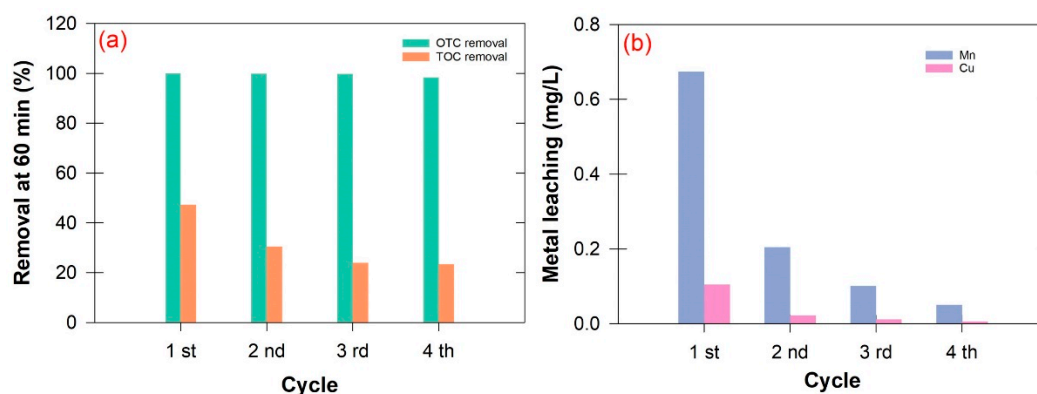 (a)
OTC removal
TOC removal
Removal at 60 min (%)
120
100
80
60
40
20
0
1 st 2 nd 3 rd 4 th
Cycle
(b)
Mn
Cu
Metal leaching (mg/L)
0.8
0.6
0.4
0.2
0.0
1 st 2 nd 3 rd 4 th
Cycle